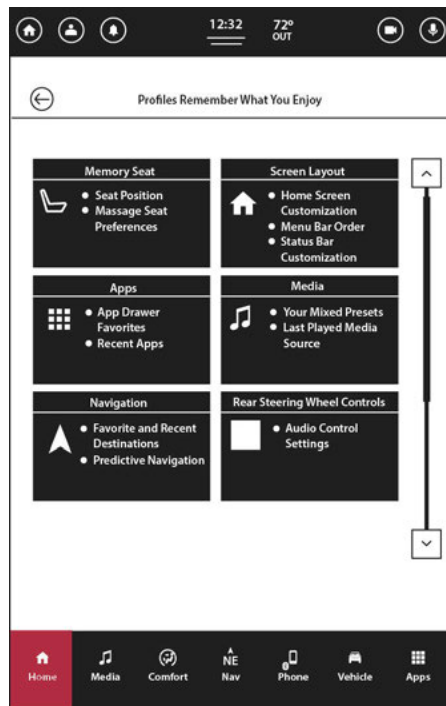 12:32
72º
OUT
Profiles Remember What You Enjoy
Memory Seat
• Seat Position
• Massage Seat
Preferences
Screen Layout
• Home Screen
Customization
• Menu Bar Order
• Status Bar
Customization
Apps
• App Drawer
Favorites
• Recent Apps
Media
• Your Mixed Presets
• Last Played Media
Source
Navigation
• Favorite and Recent
Destinations
• Predictive Navigation
Rear Steering Wheel Controls
• Audio Control
Settings
Home
Media
Comfort
NE
Nav
Phone
Vehicle
Apps